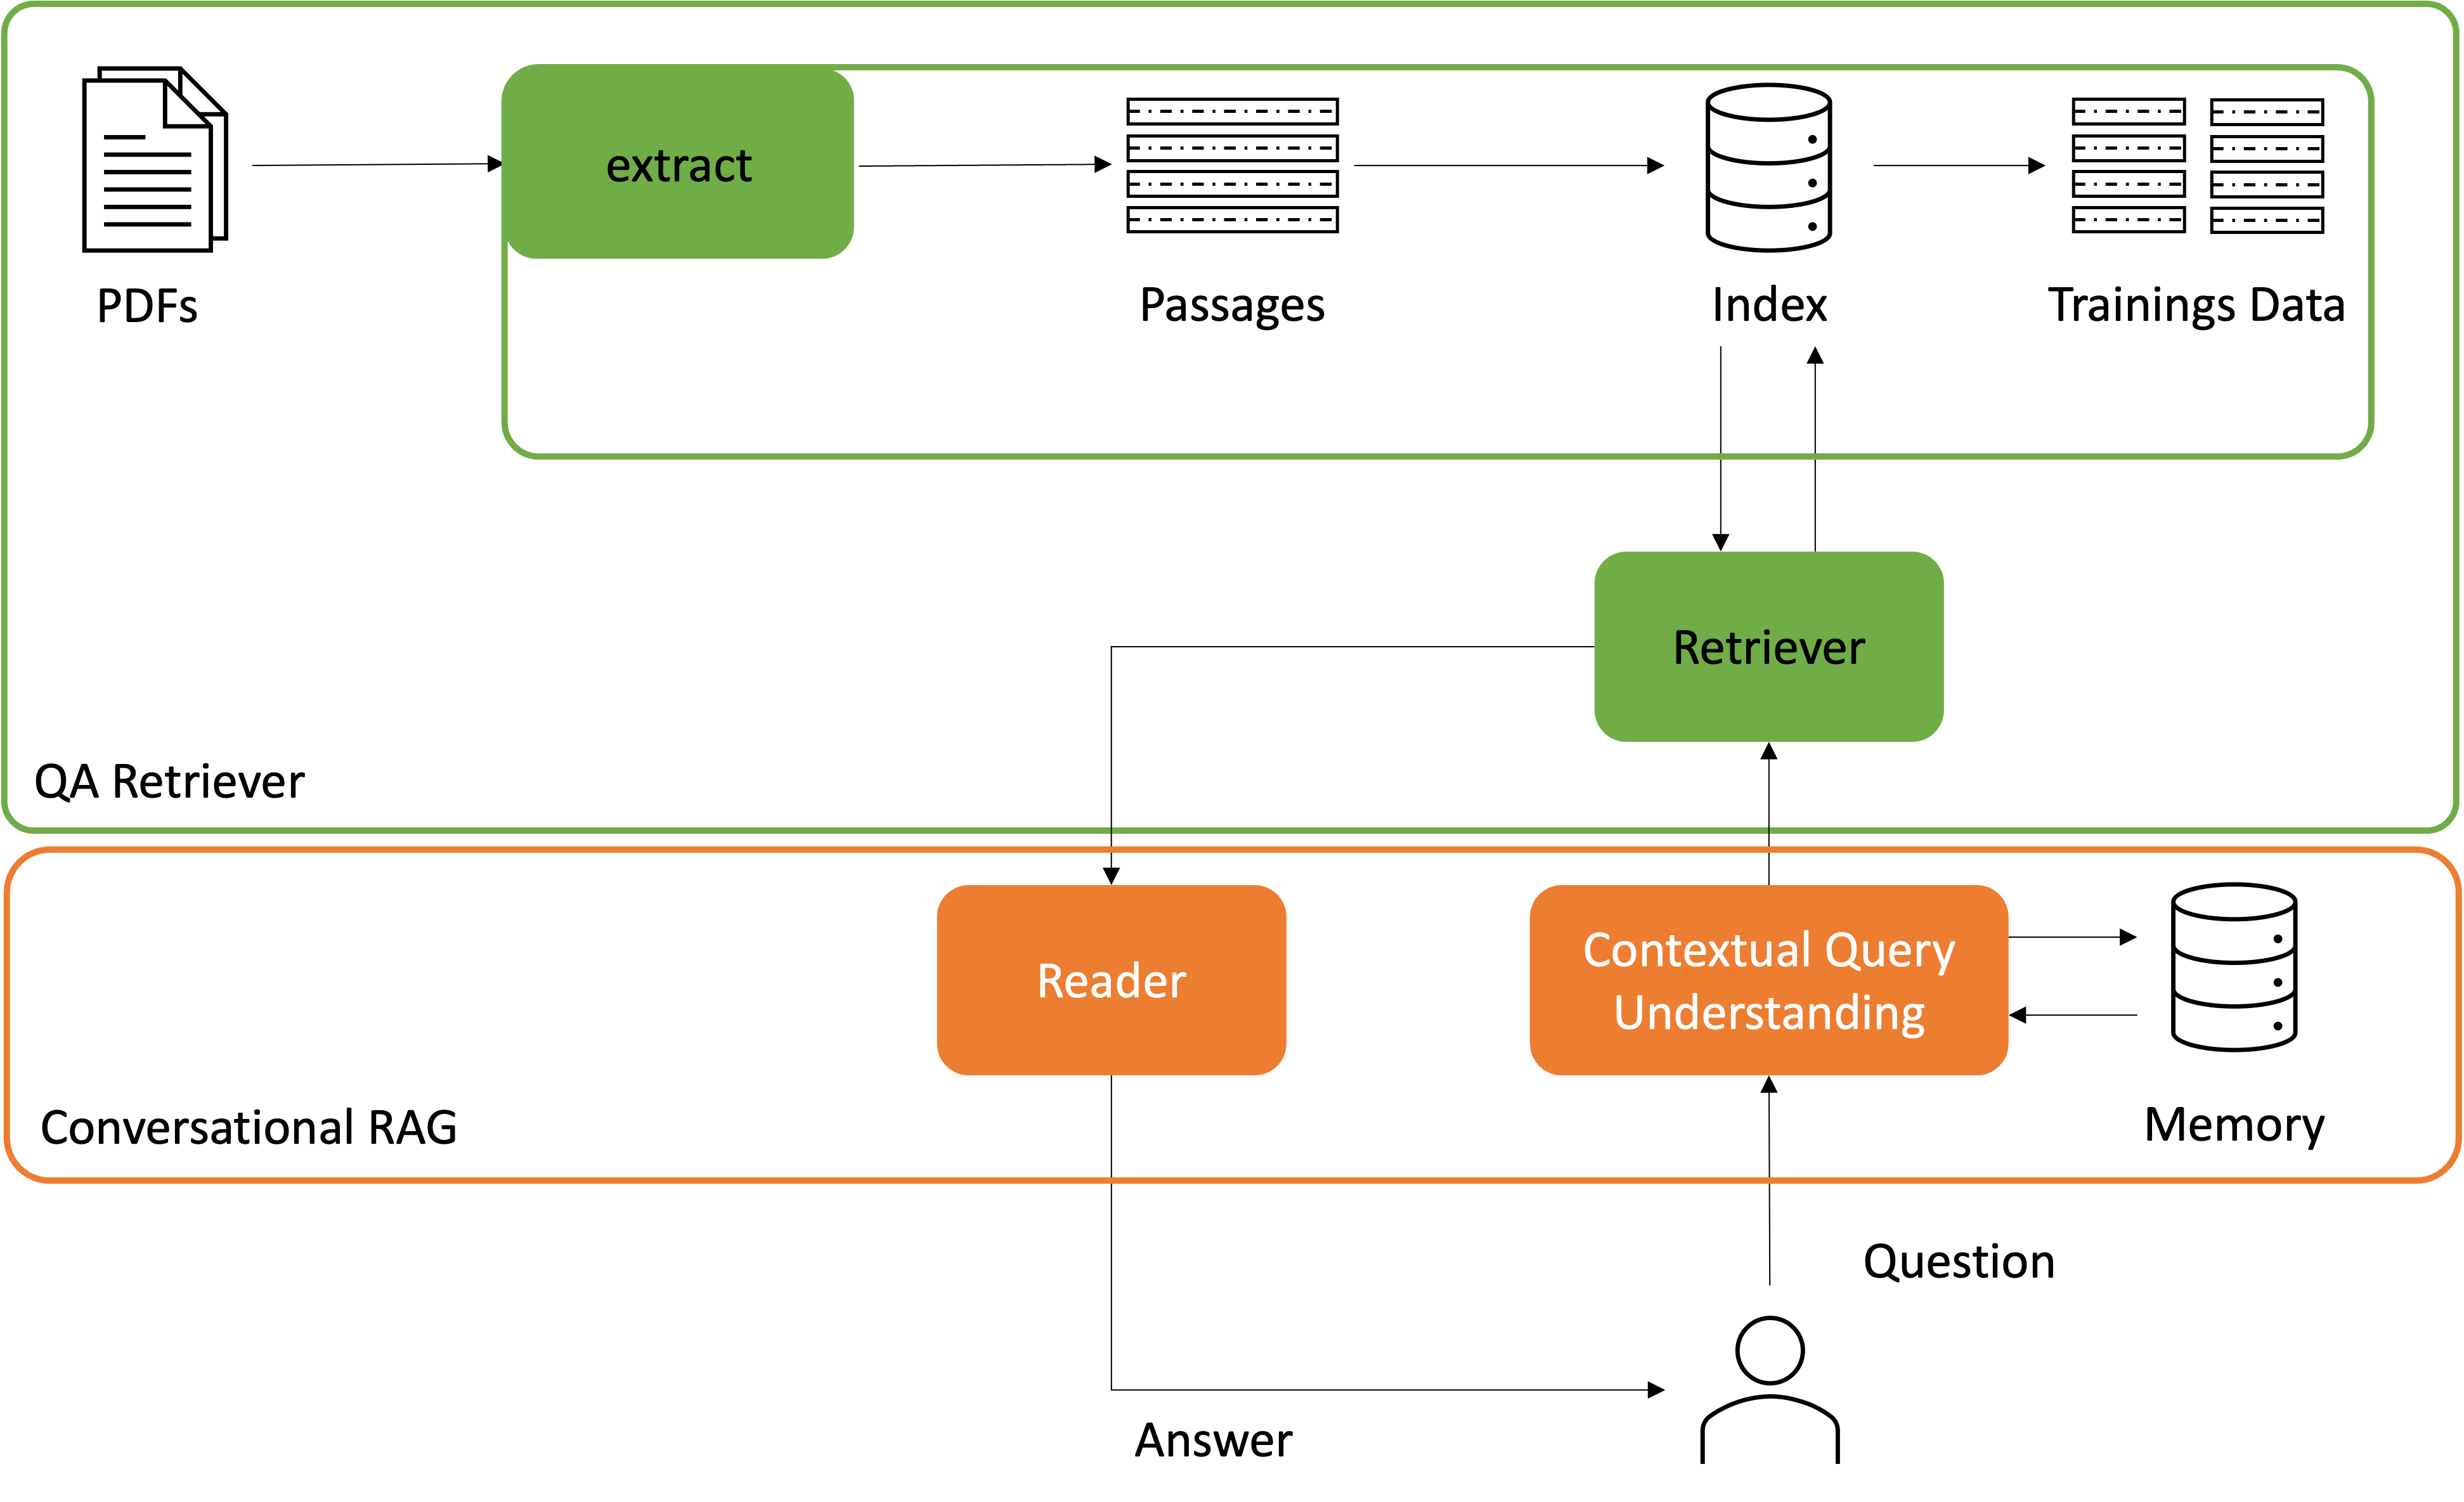 extract
PDFs
Passages
Index
Trainings Data
Retriever
QA Retriever
Reader
Contextual Query
Understanding
Conversational RAG
Memory
Question
Answer